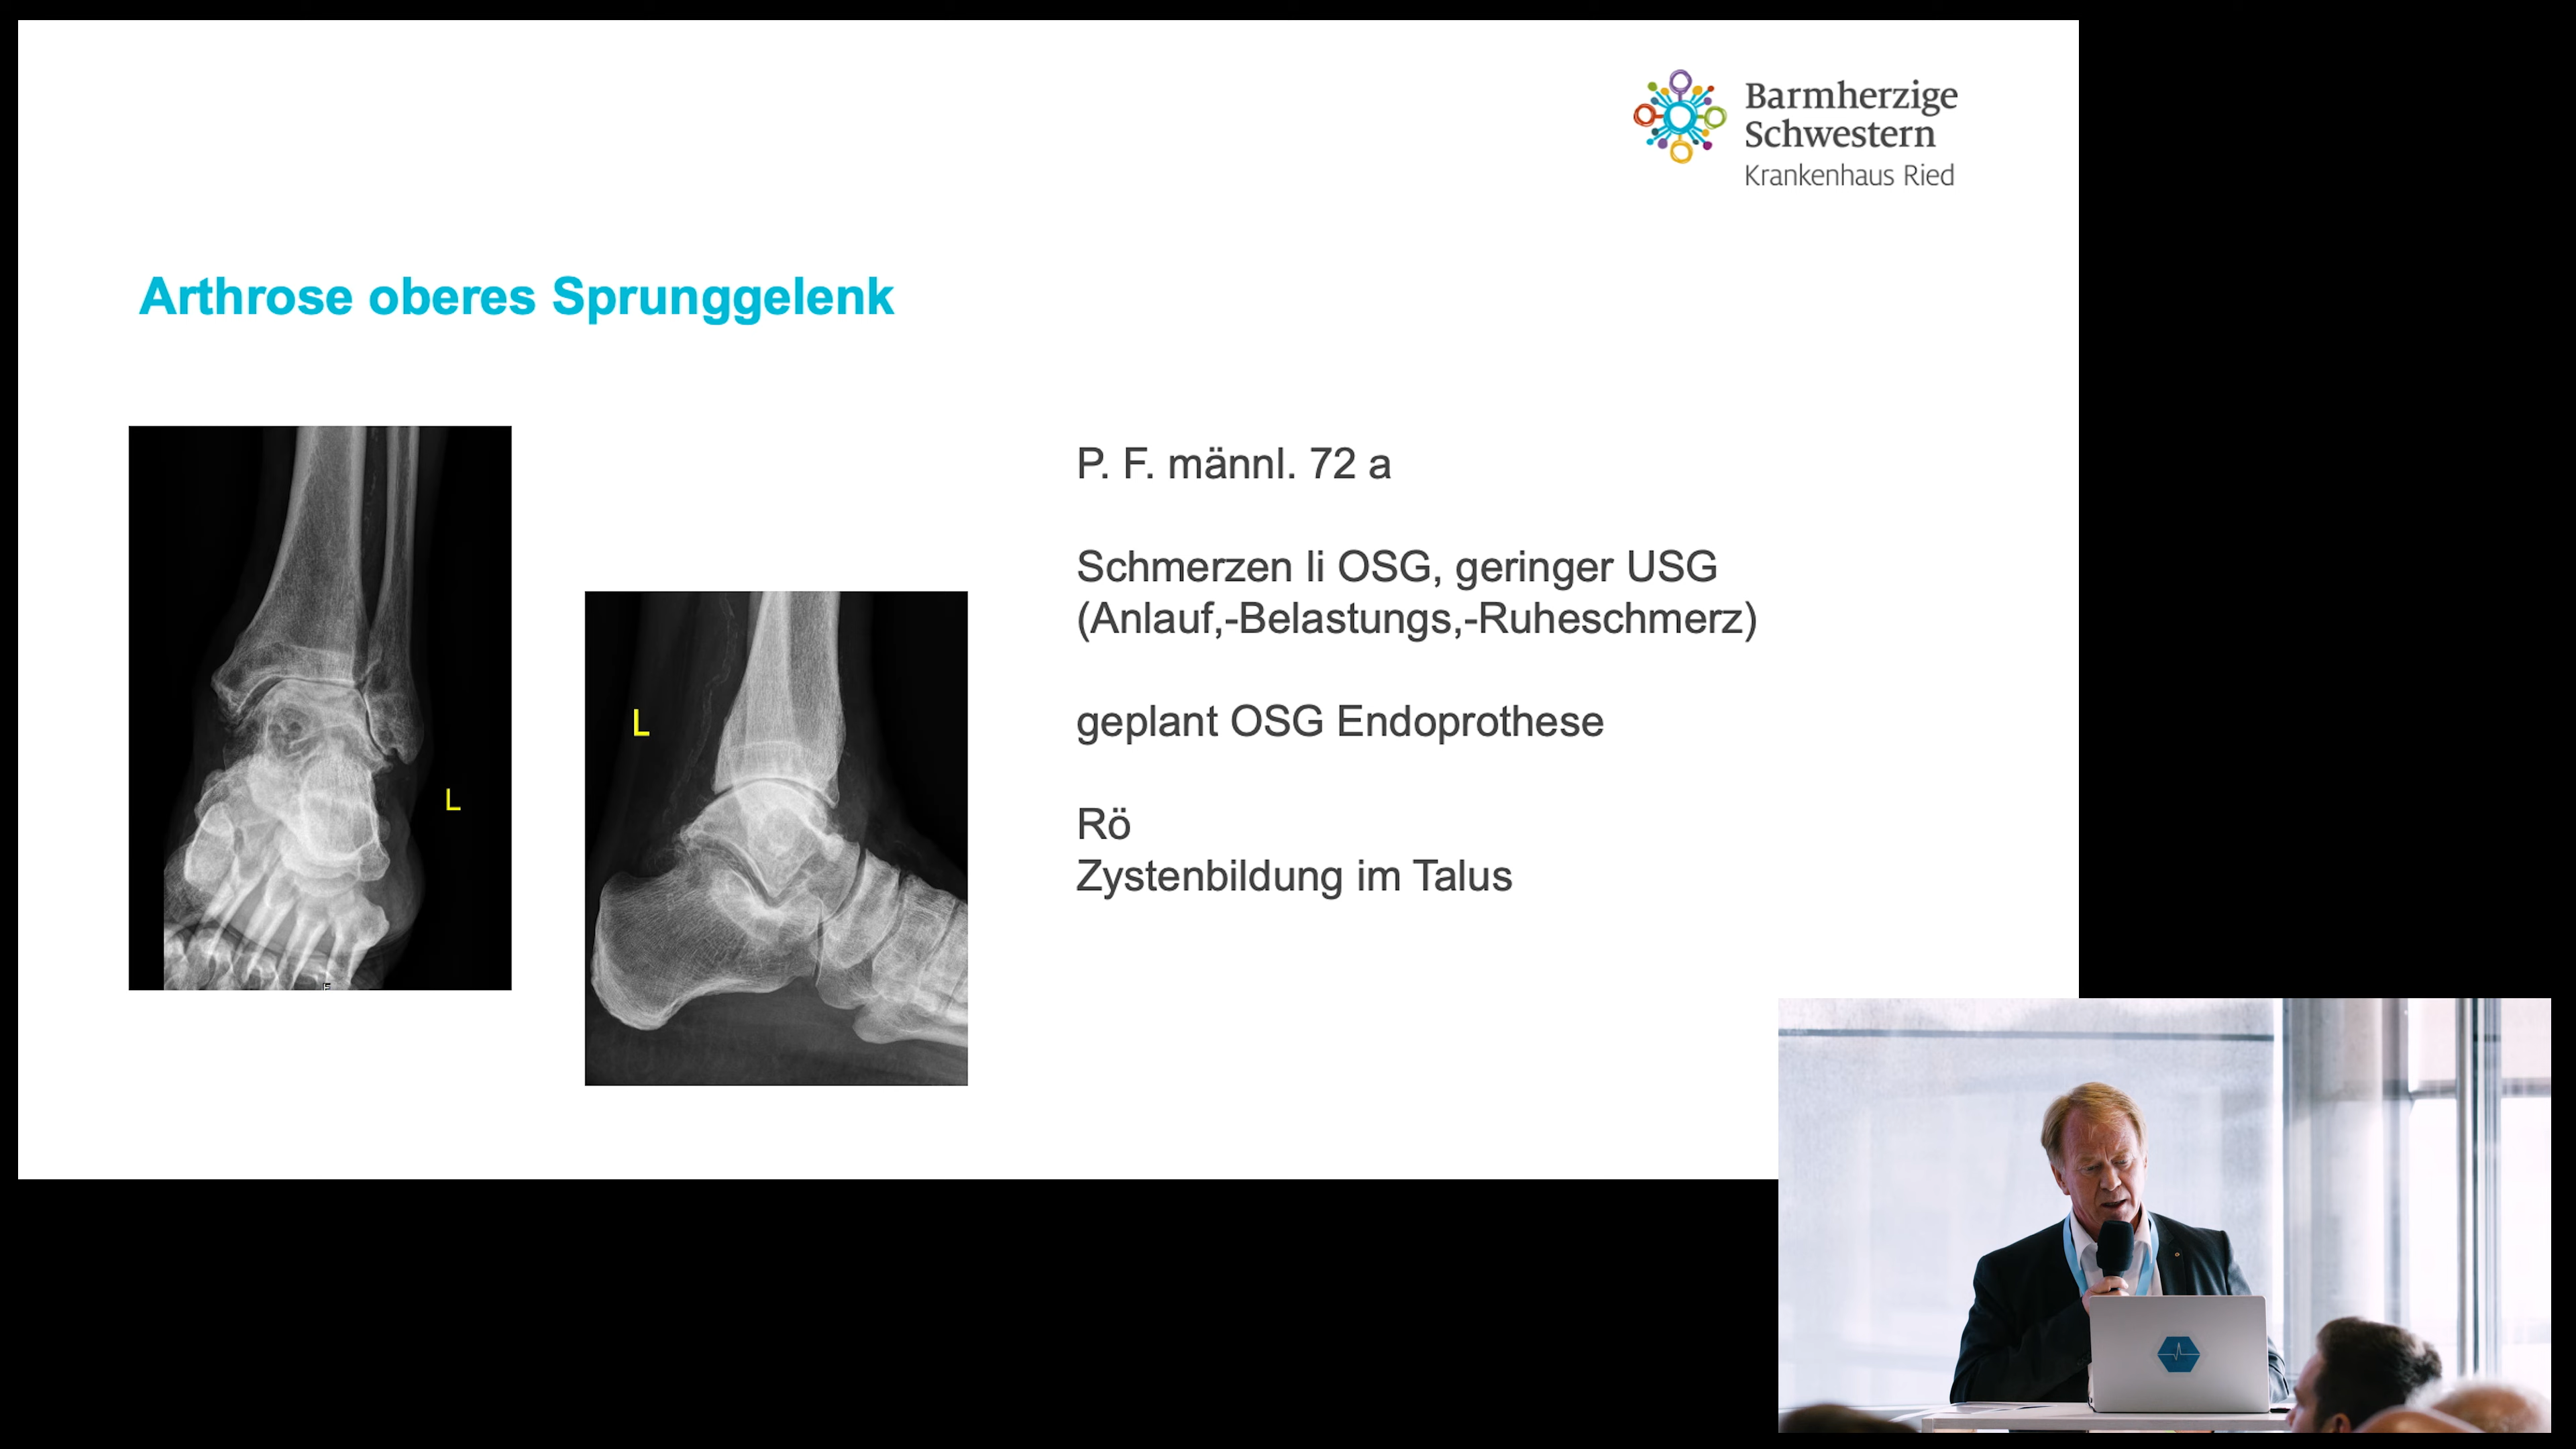 Barmherzige
Schwestern
Krankenhaus Ried
Arthrose oberes Sprunggelenk
P. F. männl. 72 a
Schmerzen li OSG, geringer USG
(Anlauf,-Belastungs,-Ruheschmerz)
geplant OSG Endoprothese
Rö
Zystenbildung im Talus
L
L
F